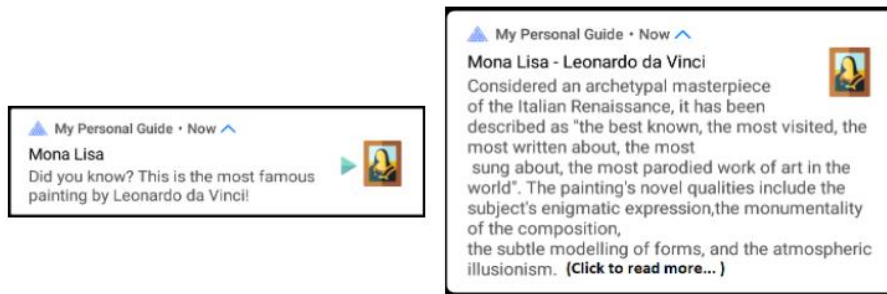 My Personal Guide • Now
Mona Lisa
Did you know? This is the most famous
painting by Leonardo da Vinci!
My Personal Guide • Now
Mona Lisa - Leonardo da Vinci
Considered an archetypal masterpiece
of the Italian Renaissance, it has been
described as "the best known, the most visited, the
most written about, the most
sung about, the most parodied work of art in the
world". The painting's novel qualities include the
subject's enigmatic expression,the monumentality
of the composition,
the subtle modelling of forms, and the atmospheric
illusionism. (Click to read more... )